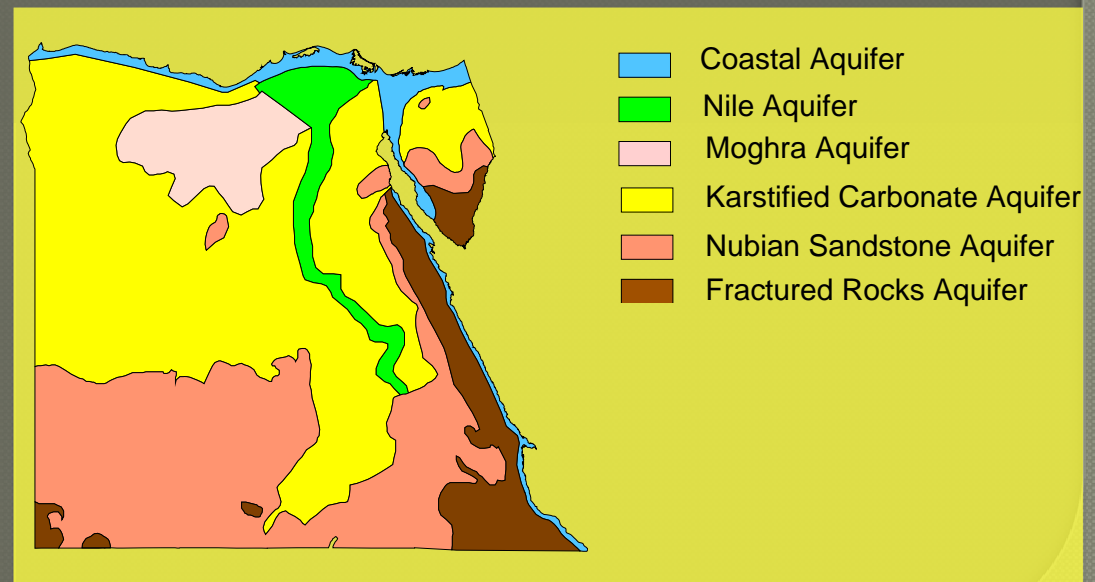 Coastal Aquifer
Nile Aquifer
Moghra Aquifer
Karstified Carbonate Aquifer
Nubian Sandstone Aquifer
Fractured Rocks Aquifer